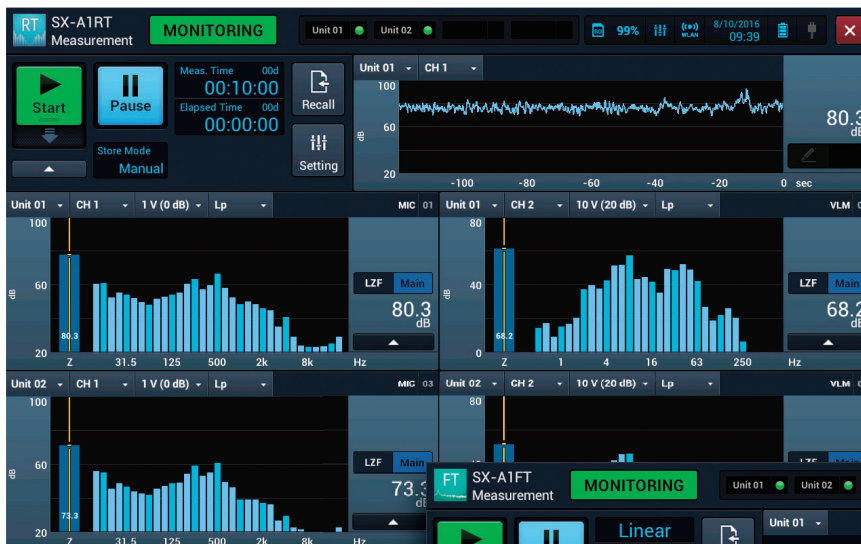 RT SX-A1RT
Measurement
MONITORING
Unit 01 Unit 02
99%
WLAN
8/10/2016
09:39
Start
Pause
Meas. Time 00d
00:10:00
Elapsed Time 00d
00:00:00
Store Mode
Manual
Recall
Setting
Unit 01 CH 1
100
60
20
dB
-100 -80 -60 -40 -20 0 sec
80.3
dB
Unit 01 CH 1 1 V (0 dB) Lp MIC 01
100
60
20
dB
80.3
Z 31.5 125 500 2k 8k Hz
LZF Main
80.3
dB
Unit 01 CH 2 10 V (20 dB) Lp VLM
80
40
0
dB
68.2
Z 1 4 16 63 250 Hz
LZF Main
68.2
dB
Unit 02 CH 1 1 V (0 dB) Lp MIC 03
100
60
20
dB
73.3
Z 31.5 125 500 2k 8k Hz
LZF Main
73.3
dB
Unit 02 CH 2 10 V (20 dB) Lp VLM
80
40
FT SX-A1FT
Measurement
MONITORING
Unit 01 Unit 02
Linear
Unit 01